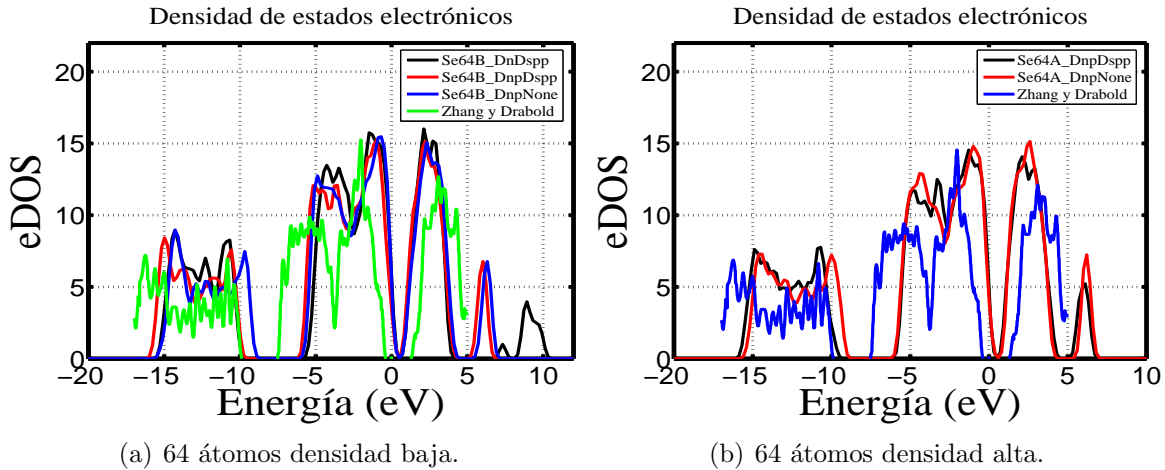 Densidad de estados electrónicos
eDOS
20
15
10
5
0
Se64B_DnDspp
Se64B_DnpDspp
Se64B_DnpNone
Zhang y Drabold
−20 −15 −10 −5 0 5 10
Energía (eV)
(a) 64 átomos densidad baja.
Densidad de estados electrónicos
eDOS
20
15
10
5
0
Se64A_DnpDspp
Se64A_DnpNone
Zhang y Drabold
−20 −15 −10 −5 0 5 10
Energía (eV)
(b) 64 átomos densidad alta.